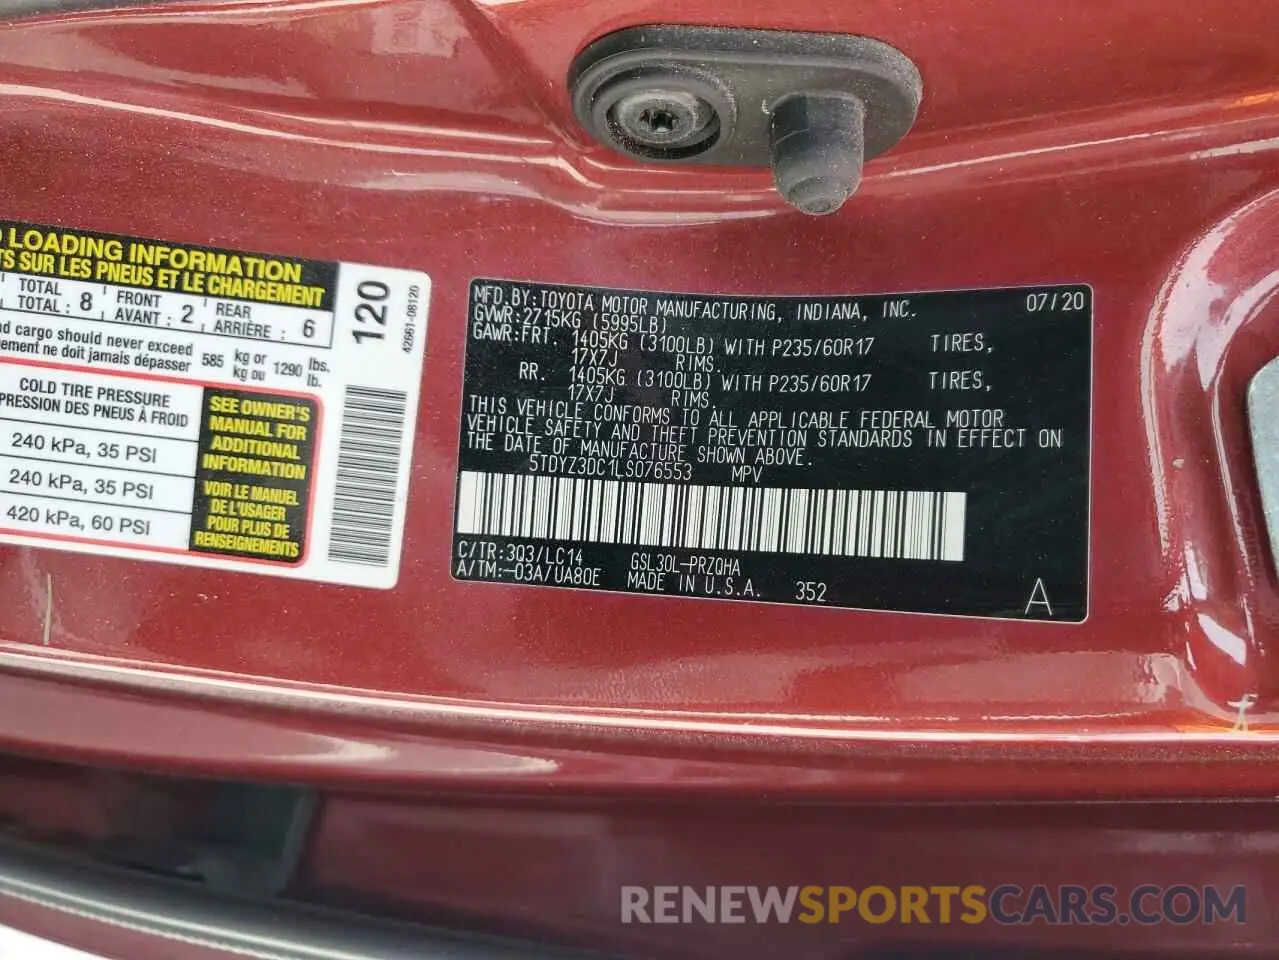 LOADING INFORMATION
TS SUR LES PNEUS ET LE CHARGEMENT
TOTAL
TOTAL : 8
FRONT
AVANT : 2
REAR
ARRIÈRE : 6
nd cargo should never exceed
gement ne doit jamais dépasser
585 kg or
kg ou
1290 lbs.
lb.
COLD TIRE PRESSURE
PRESSION DES PNEUS À FROID
240 kPa, 35 PSI
240 kPa, 35 PSI
420 kPa, 60 PSI
SEE OWNER'S
MANUAL FOR
ADDITIONAL
INFORMATION
VOIR LE MANUEL
DE L'USAGER
POUR PLUS DE
RENSEIGNEMENTS
120
42661-08120
MFD. BY: TOYOTA MOTOR MANUFACTURING, INDIANA, INC. 07/20
GVWR: 2715KG (5995LB)
GAWR: FRT. 1405KG (3100LB) WITH P235/60R17 TIRES,
17X7J RIMS.
RR. 1405KG (3100LB) WITH P235/60R17 TIRES,
17X7J RIMS.
THIS VEHICLE CONFORMS TO ALL APPLICABLE FEDERAL MOTOR
VEHICLE SAFETY AND THEFT PREVENTION STANDARDS IN EFFECT ON
THE DATE OF MANUFACTURE SHOWN ABOVE.
5TDYZ3DC1LS076553 MPV
C/TR: 3Q3/LC14 GSL30L-PRZQHA
A/TM: -03A/UA80E MADE IN U.S.A. 352
A
RENEWSPORTSCARS.COM